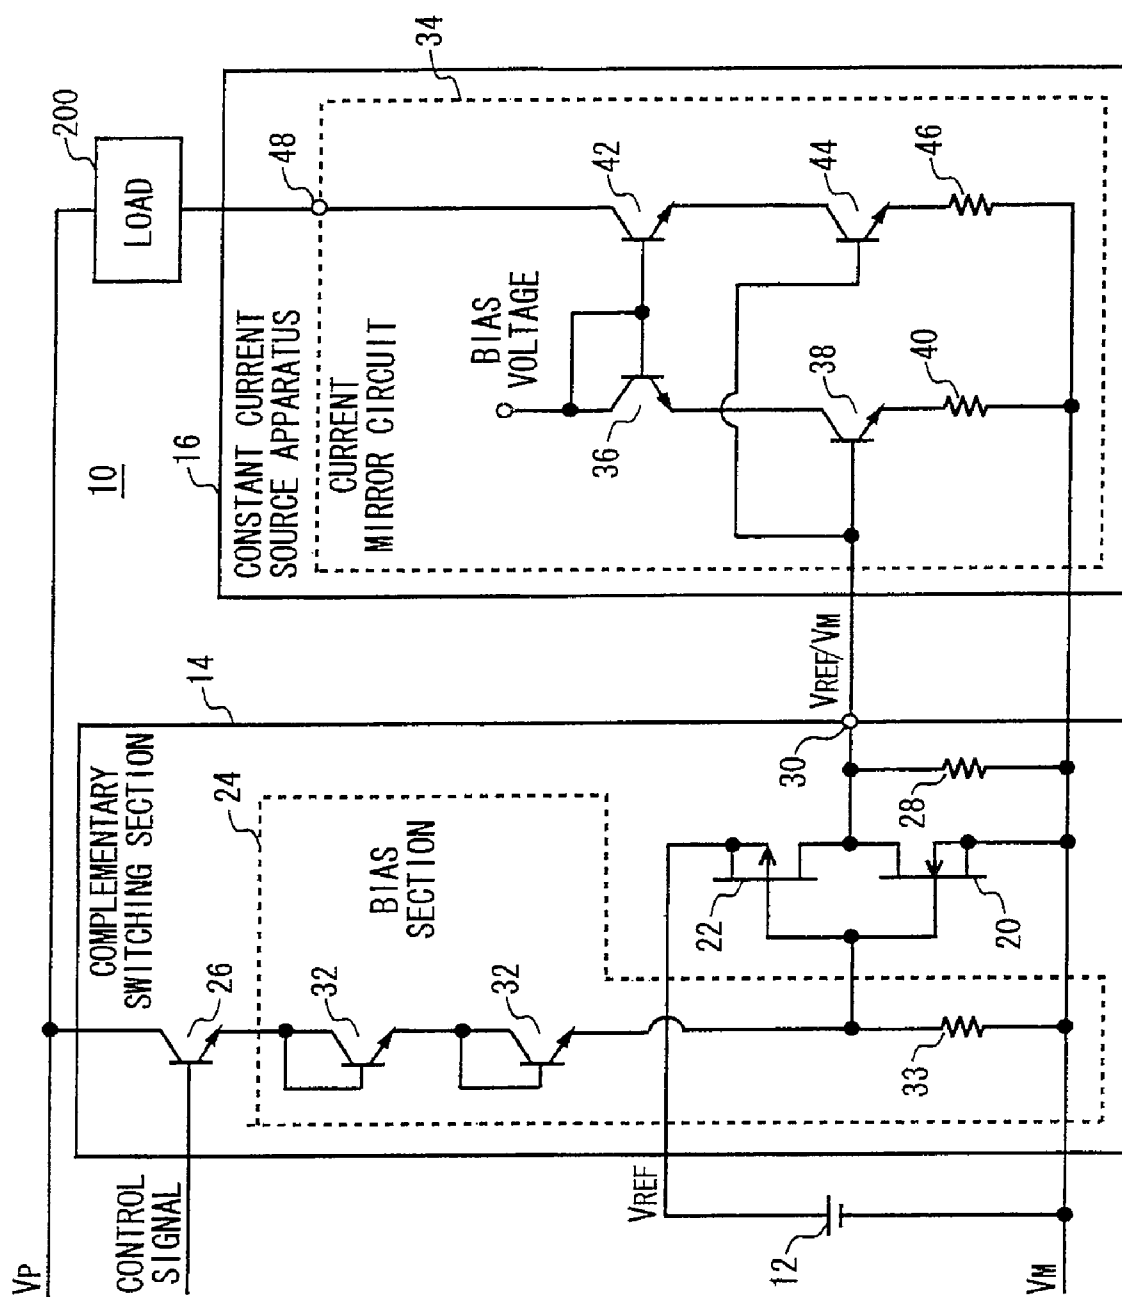 10
VP
CONTROL
SIGNAL
COMPLEMENTARY
SWITCHING SECTION
14
26
24
BIAS
SECTION
32
32
33
VREF
12
VM
22
20
28
30
VREF/VM
16
CONSTANT CURRENT
SOURCE APPARATUS
34
CURRENT
MIRROR CIRCUIT
BIAS
VOLTAGE
36
38
40
42
44
46
48
LOAD
200